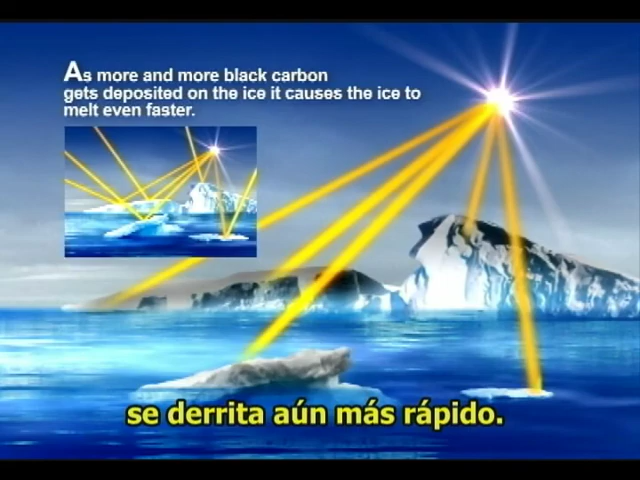 As more and more black carbon
gets deposited on the ice it causes the ice to
melt even faster.
se derrita aún más rápido.